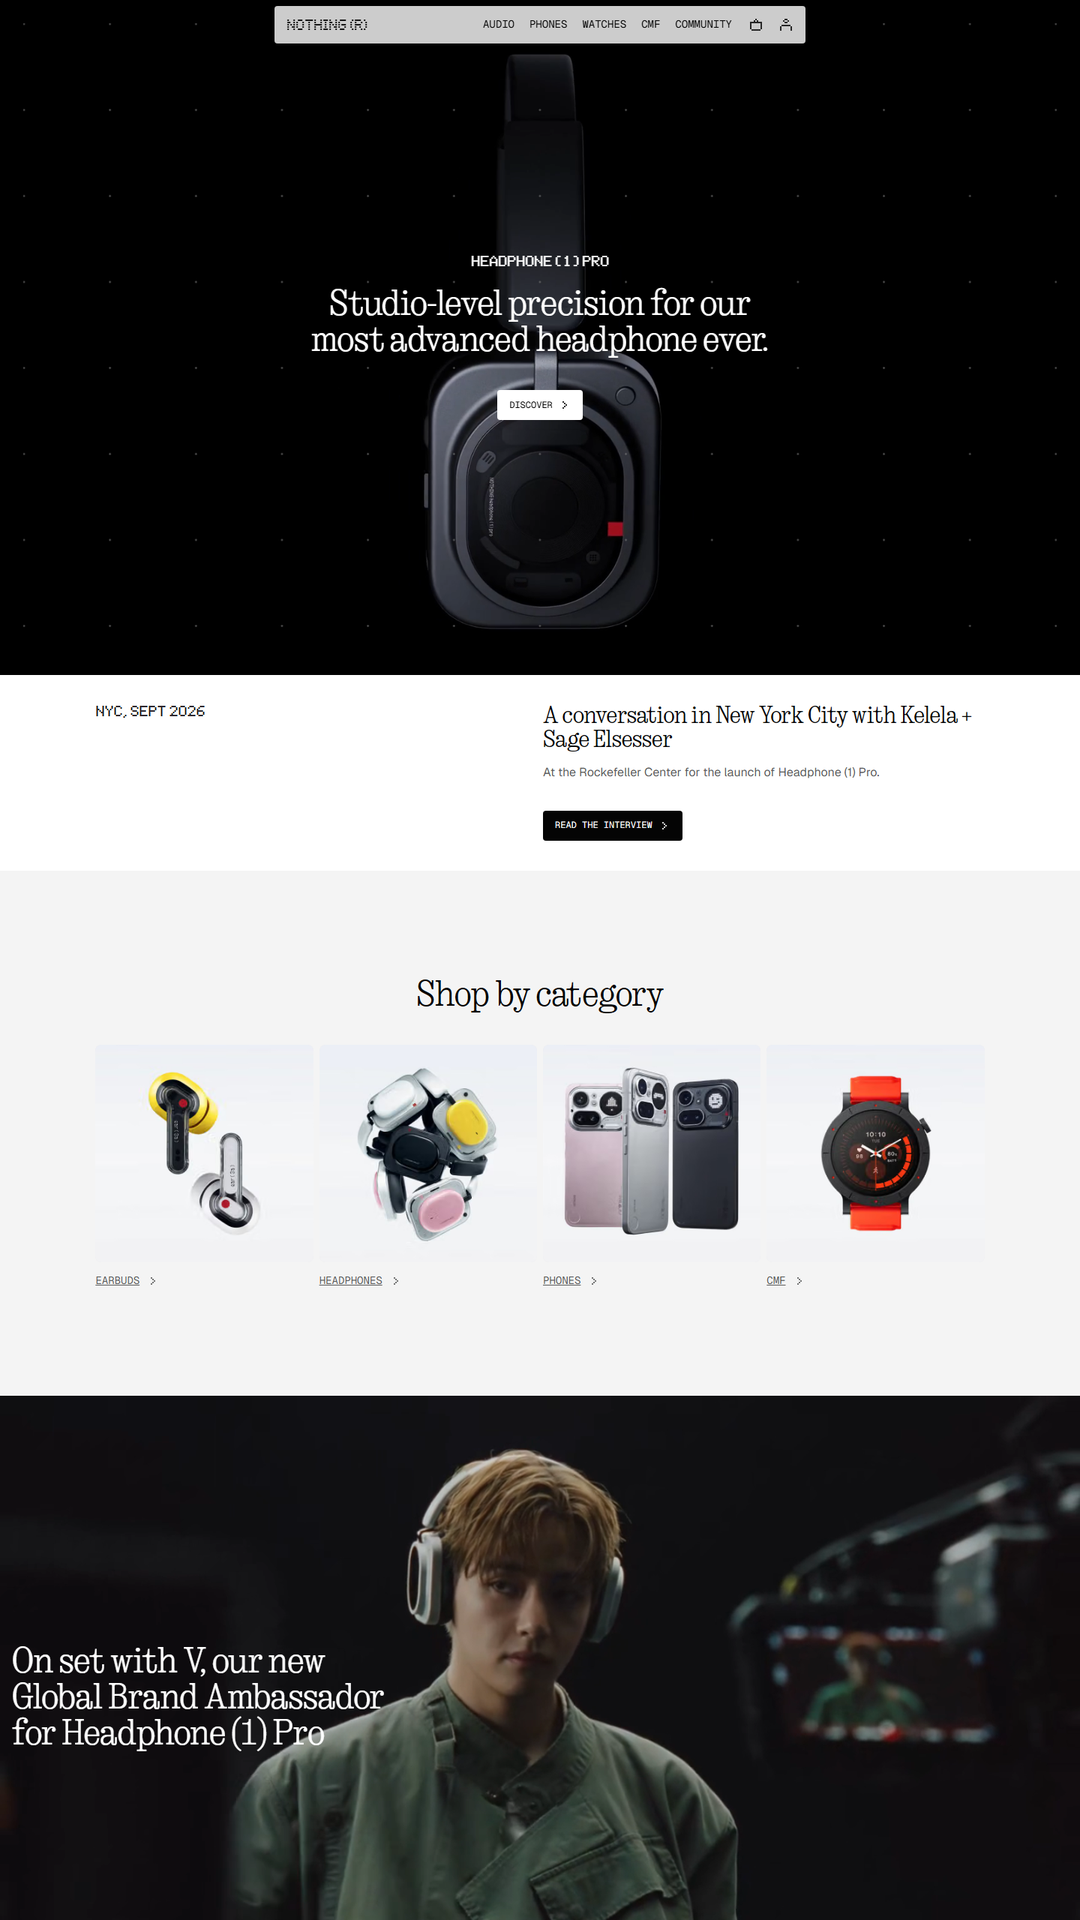 NOTHING (R)
AUDIO PHONES WATCHES CMF COMMUNITY
HEADPHONE (1) PRO
Studio-level precision for our
most advanced headphone ever.
DISCOVER
NYC, SEPT 2026
A conversation in New York City with Kelela +
Sage Elsesser
At the Rockefeller Center for the launch of Headphone (1) Pro.
READ THE INTERVIEW
Shop by category
10:10
TUE
EARBUDS
HEADPHONES
PHONES
CMF
On set with V, our new
Global Brand Ambassador
for Headphone (1) Pro